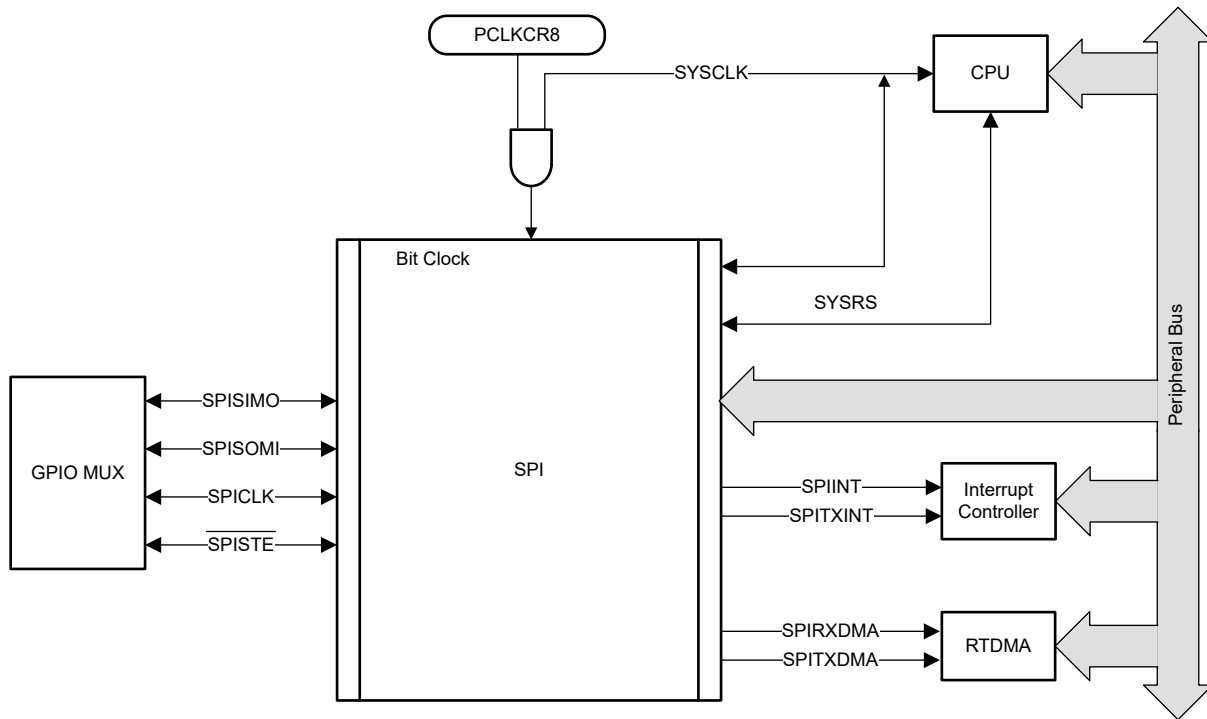 PCLKCR8
SYSCLK
CPU
Bit Clock
SYSRS
Peripheral Bus
GPIO MUX
SPISIMO
SPISOMI
SPICLK
SPISTE
SPI
SPIINT
SPITXINT
Interrupt
Controller
SPIRXDMA
SPITXDMA
RTDMA